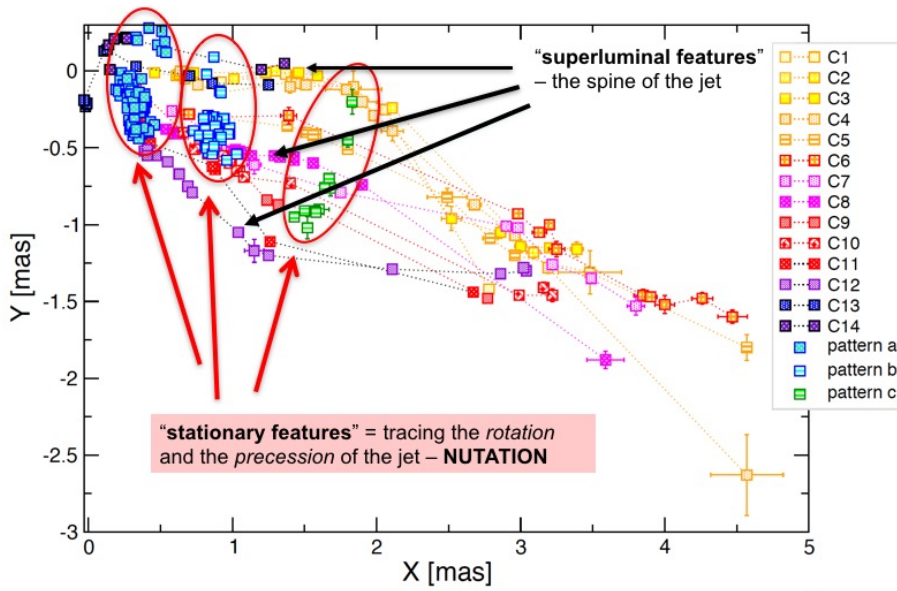 “superluminal features”
– the spine of the jet
C1
C2
C3
C4
C5
C6
C7
C8
C9
C10
C11
C12
C13
C14
pattern a
pattern b
pattern c
Y [mas]
0
-0.5
-1
-1.5
-2
-2.5
-3
“stationary features” = tracing the rotation
and the precession of the jet – NUTATION
0
1
2
3
4
5
X [mas]